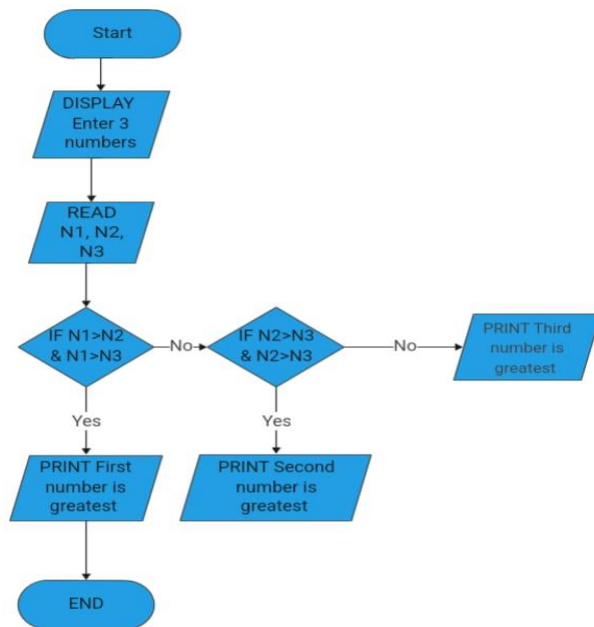 Start
DISPLAY
Enter 3
numbers
READ
N1, N2,
N3
IF N1>N2
& N1>N3
No
IF N2>N3
& N2>N3
No
PRINT Third
number is
greatest
Yes
Yes
PRINT First
number is
greatest
PRINT Second
number is
greatest
END